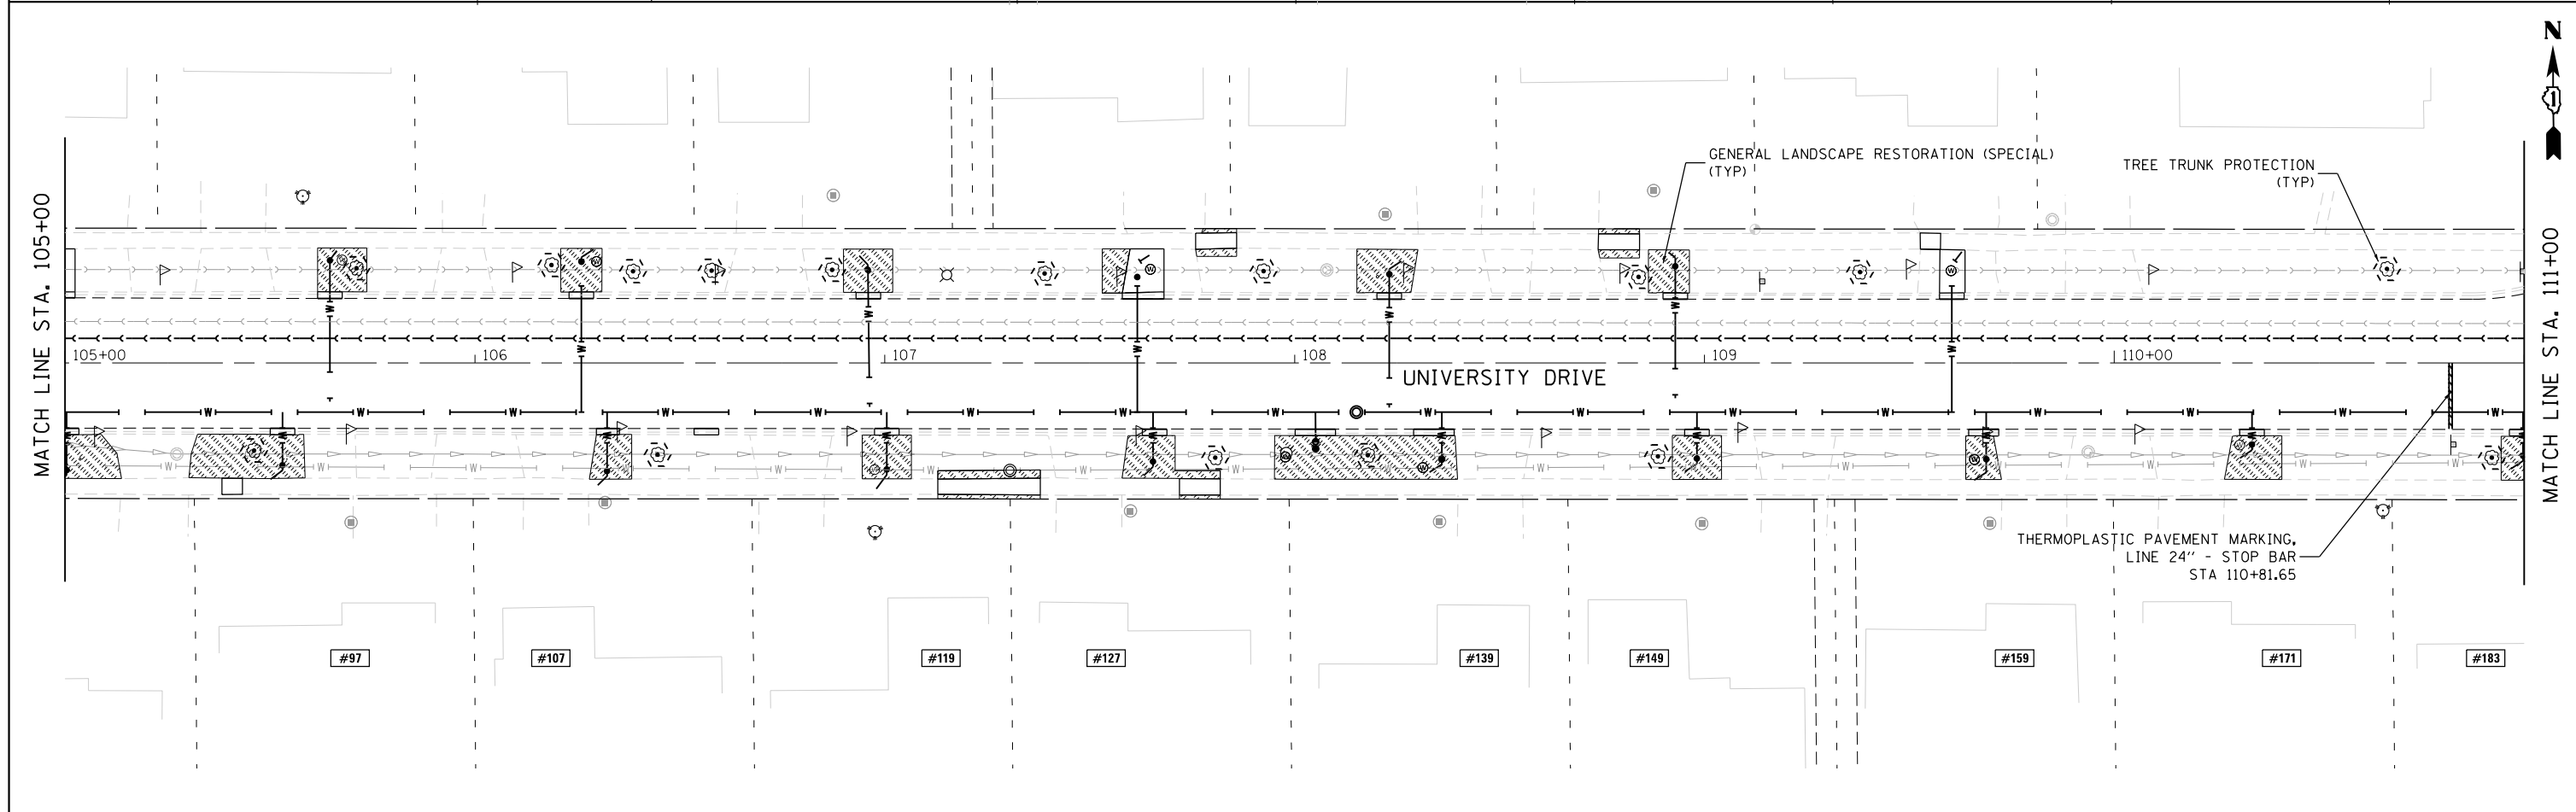 N
1
GENERAL LANDSCAPE RESTORATION (SPECIAL)
(TYP)
TREE TRUNK PROTECTION
(TYP)
MATCH LINE STA. 105+00
MATCH LINE STA. 111+00
105+00
106
107
108
109
110+00
UNIVERSITY DRIVE
THERMOPLASTIC PAVEMENT MARKING,
LINE 24" - STOP BAR
STA 110+81.65
#97
#107
#119
#127
#139
#149
#159
#171
#183